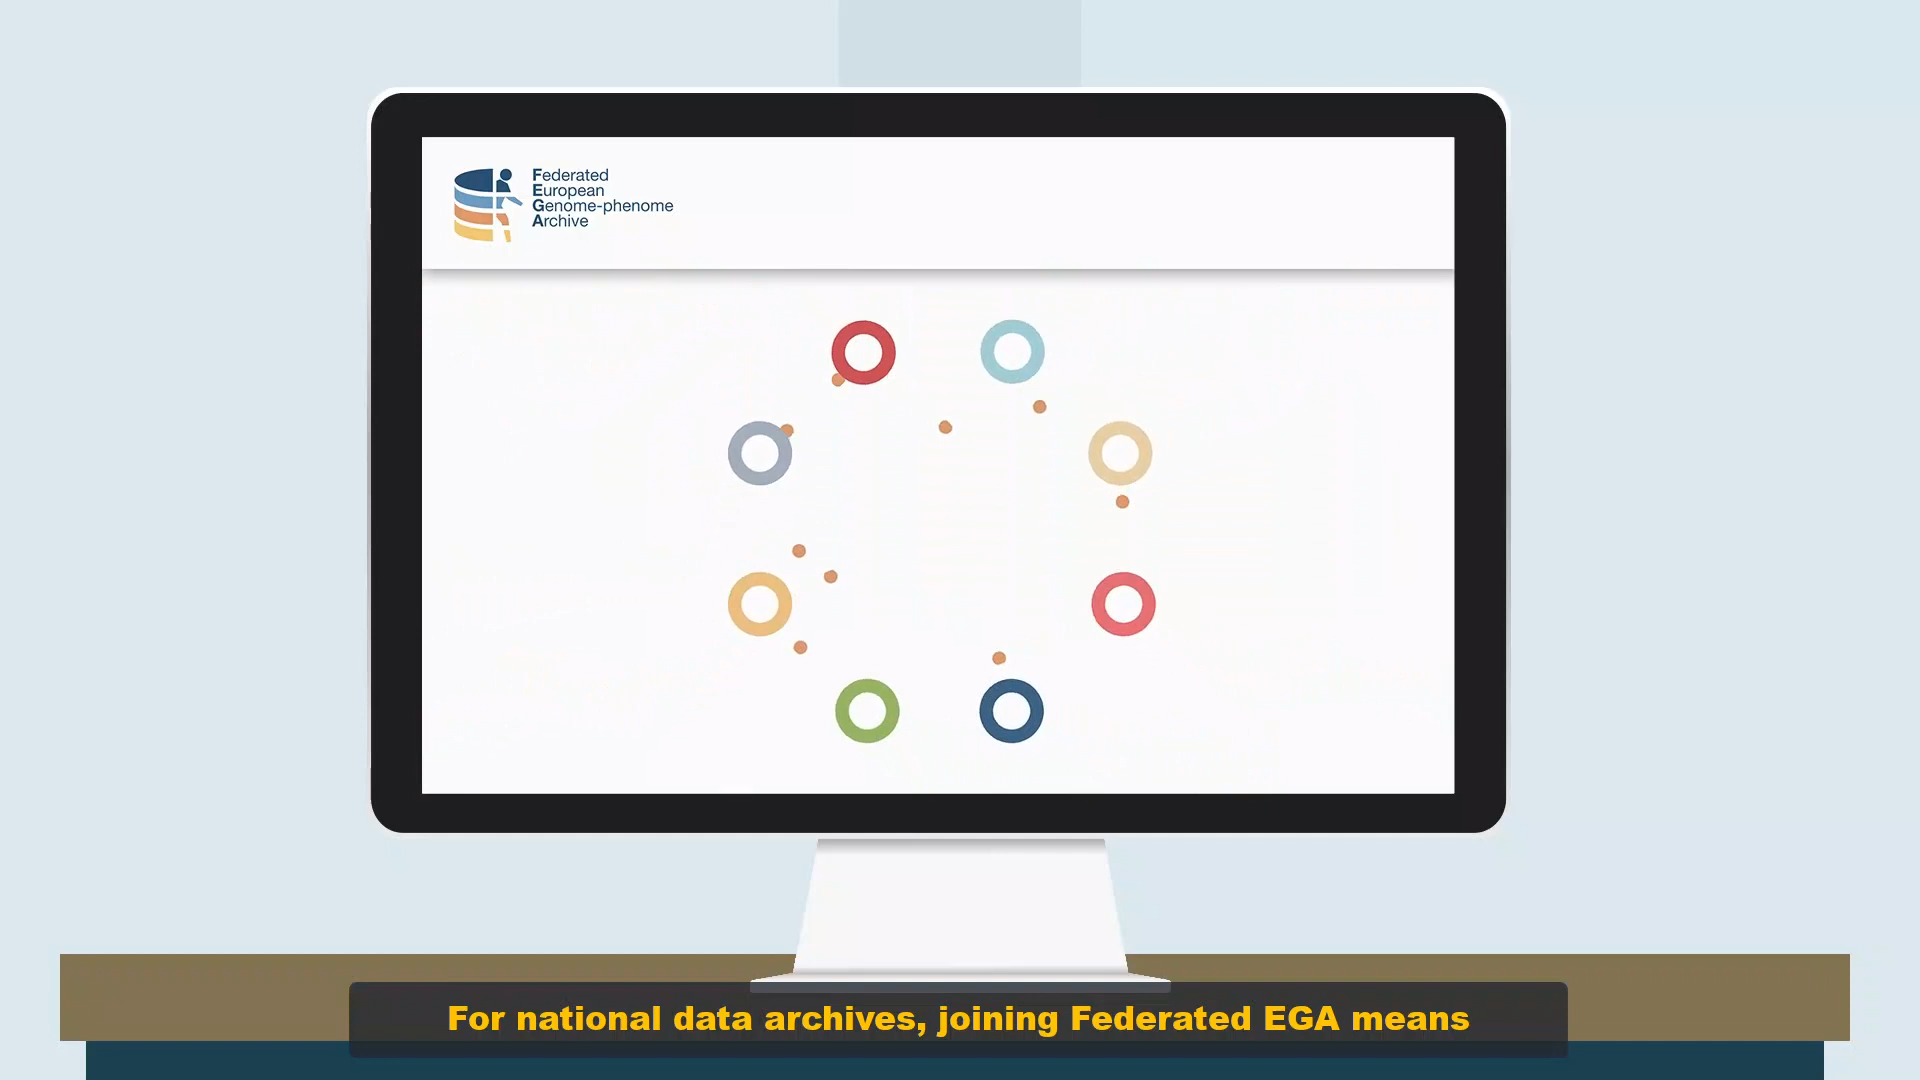 Federated
European
Genome-phenome
Archive
For national data archives, joining Federated EGA means